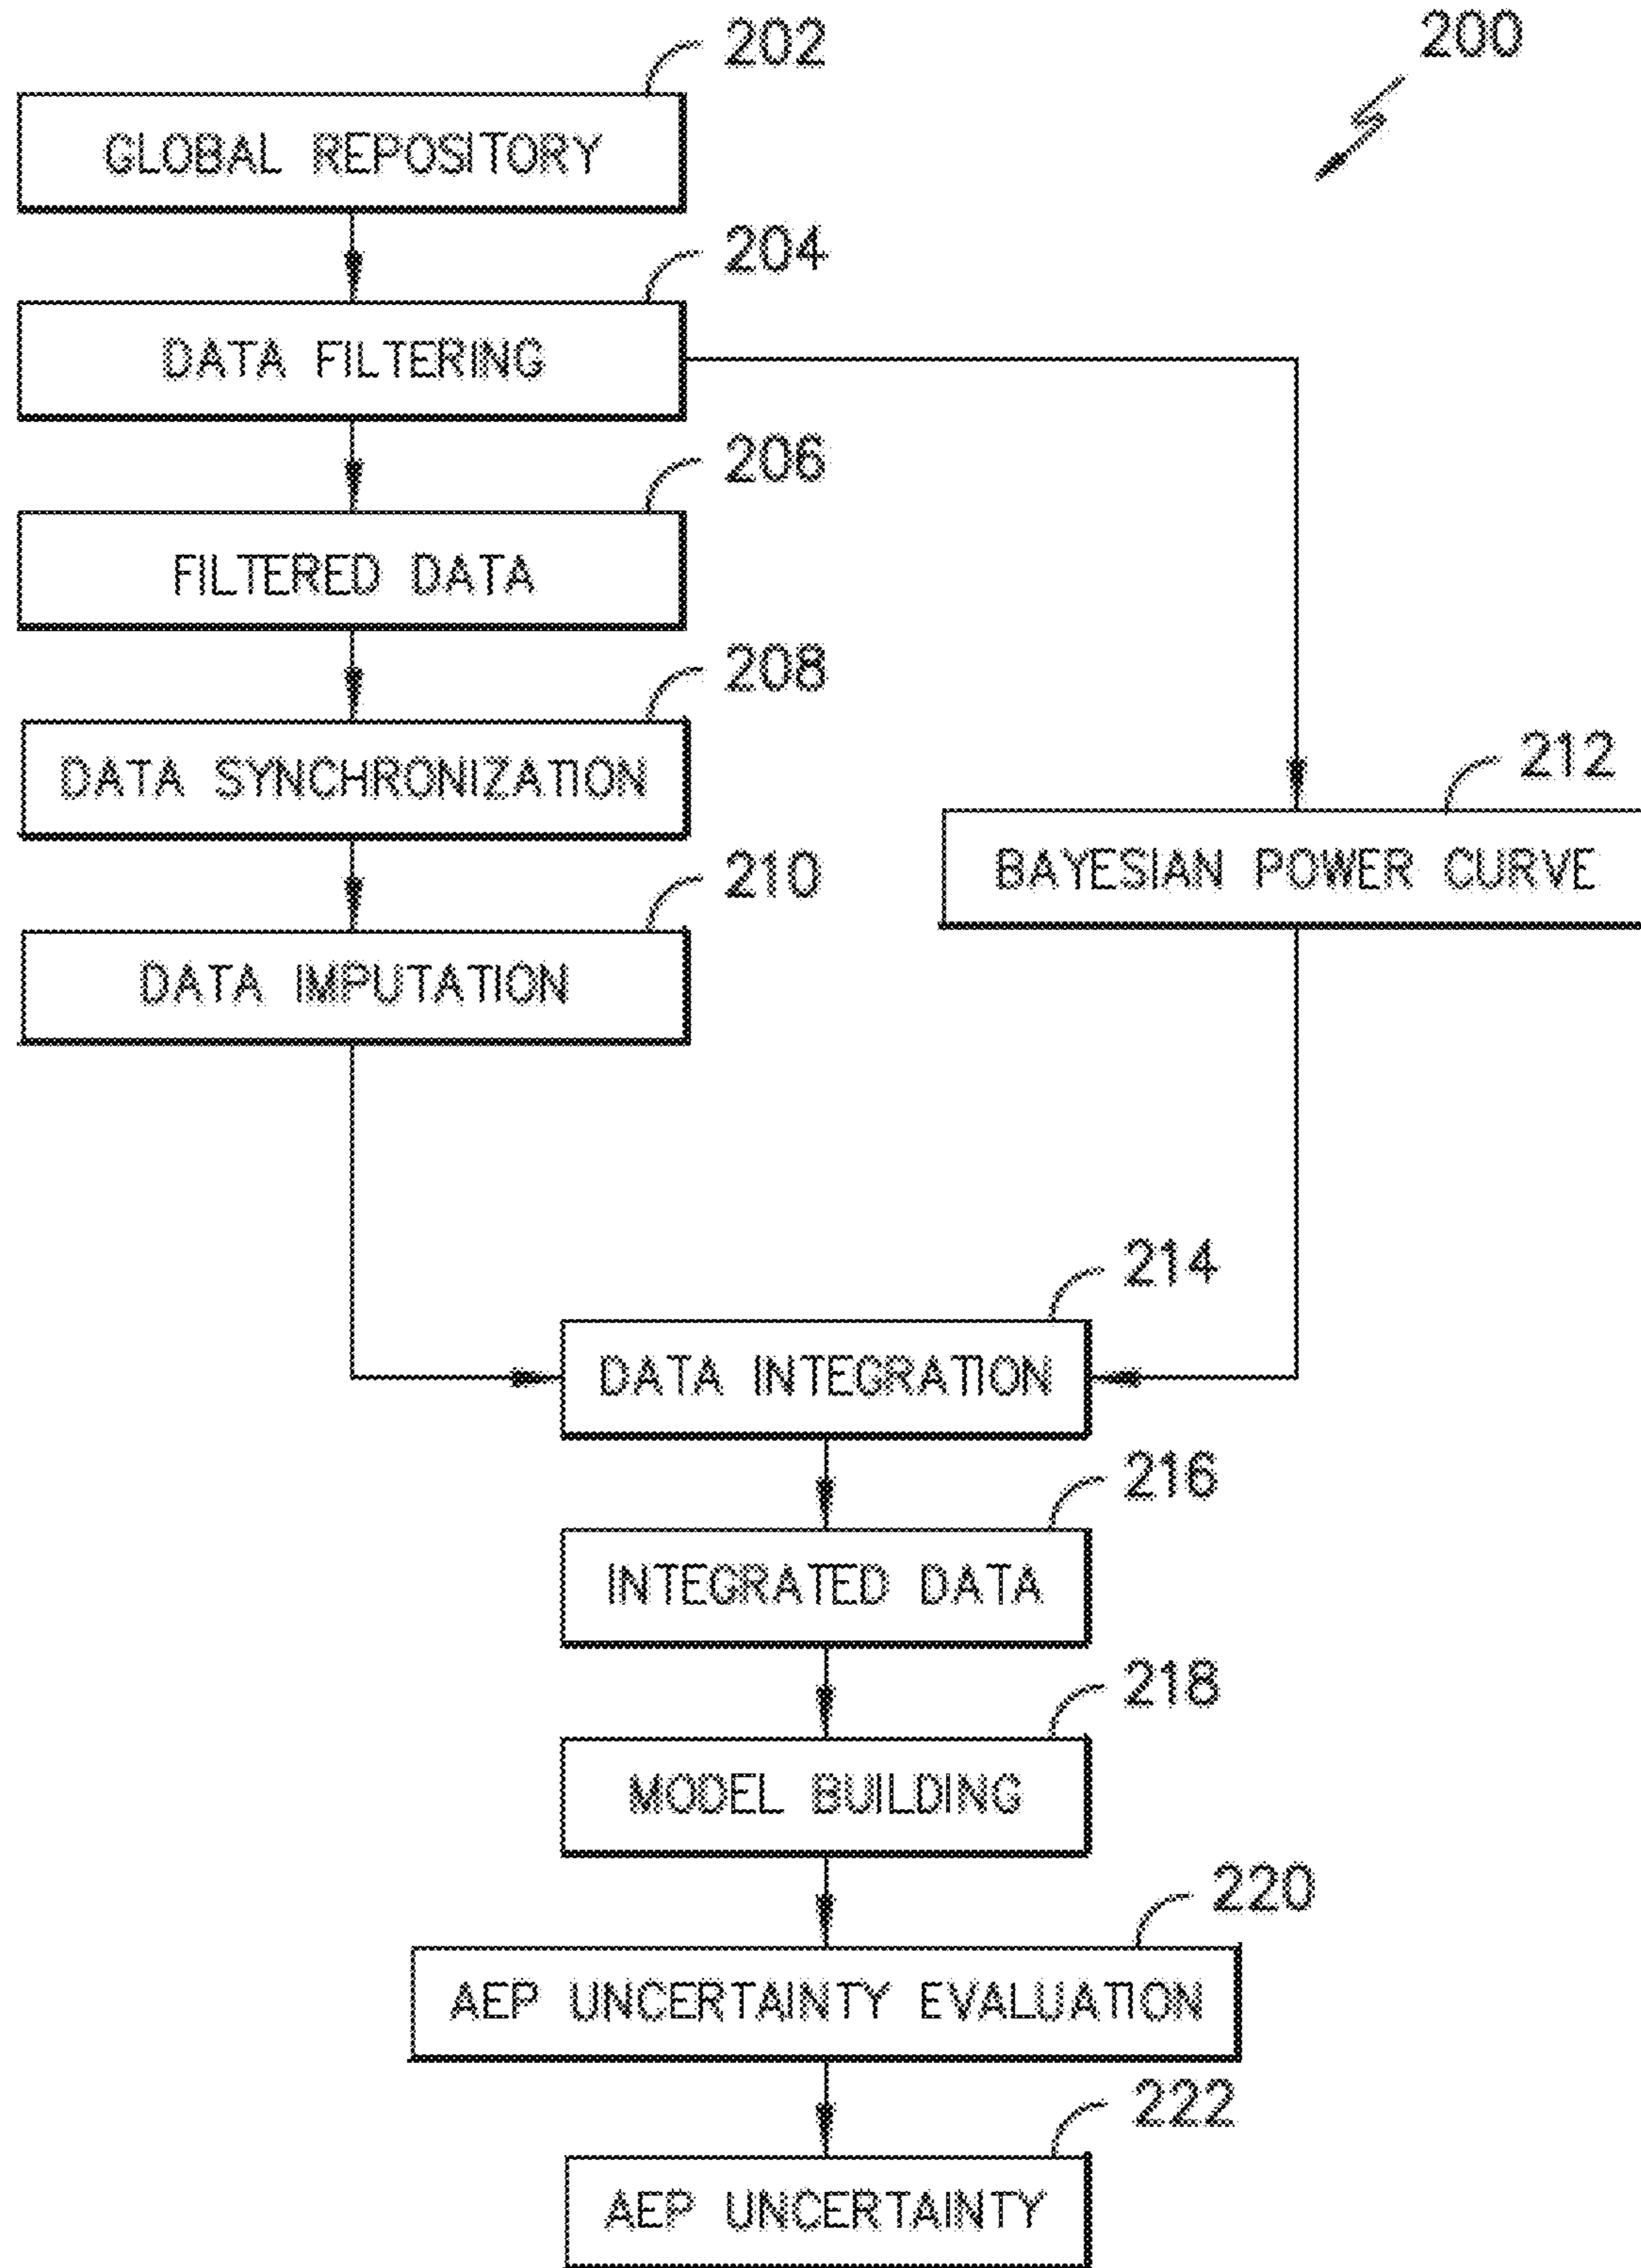 200
202
GLOBAL REPOSITORY
204
DATA FILTERING
206
FILTERED DATA
208
DATA SYNCHRONIZATION
210
DATA IMPUTATION
212
BAYESIAN POWER CURVE
214
DATA INTEGRATION
216
INTEGRATED DATA
218
MODEL BUILDING
220
AEP UNCERTAINTY EVALUATION
222
AEP UNCERTAINTY